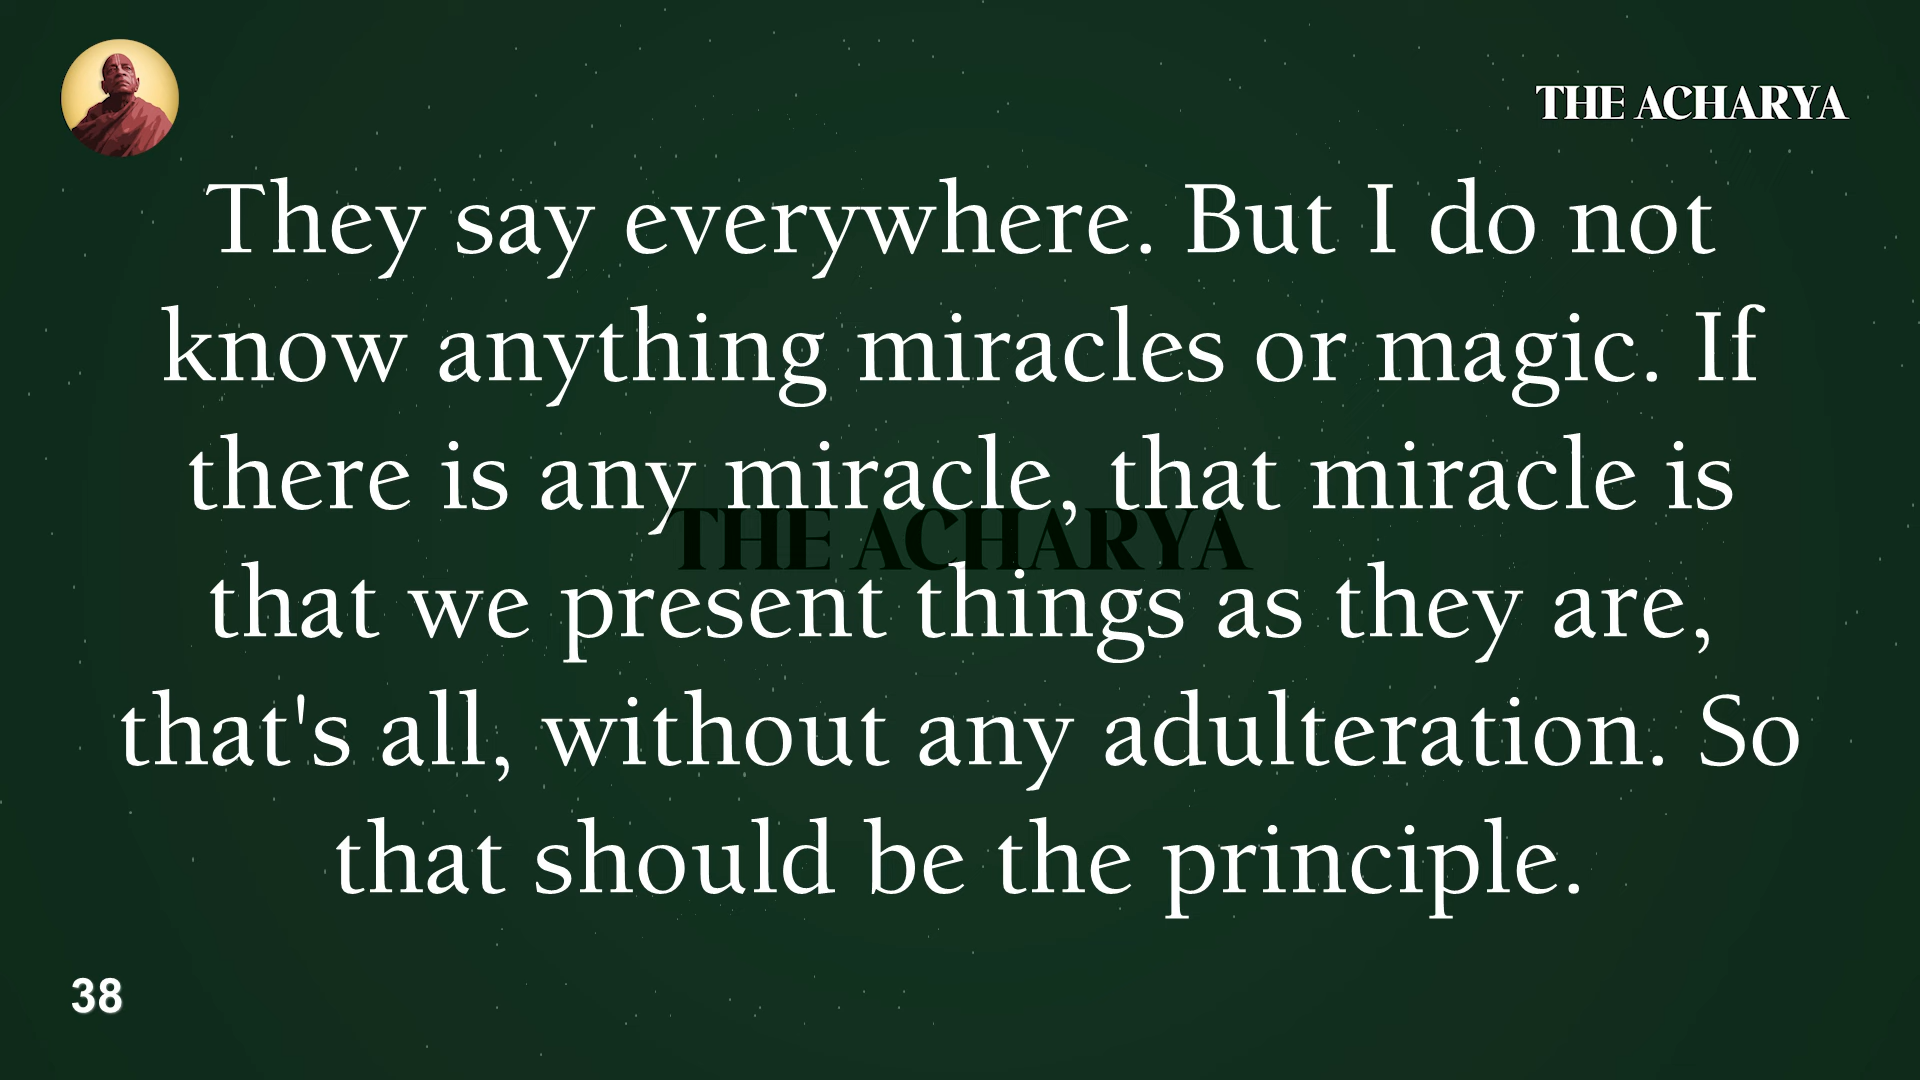 THE ACHARYA
They say everywhere. But I do not
know anything miracles or magic. If
there is any miracle, that miracle is
THE ACHARYA
that we present things as they are,
that's all, without any adulteration. So
that should be the principle.
38